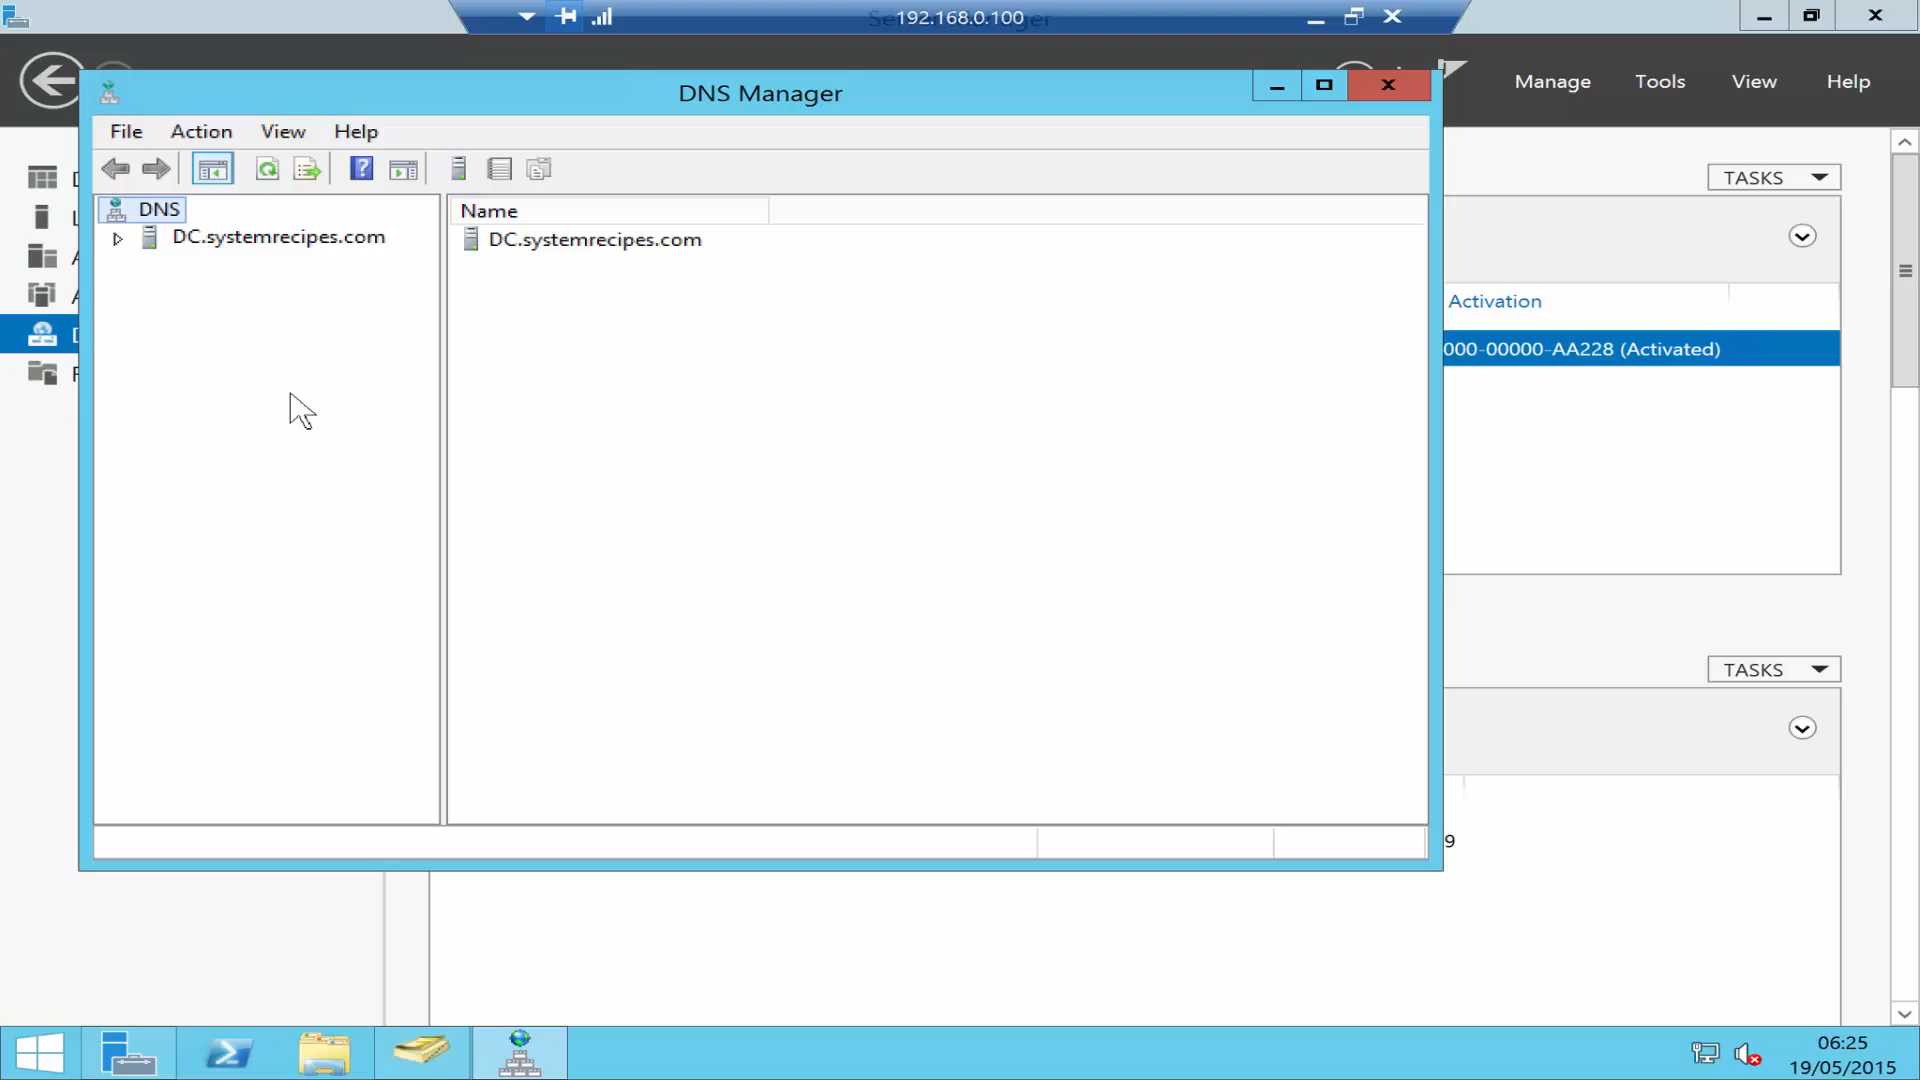 192.168.0.100
Manage Tools View Help
DNS Manager
File Action View Help
TASKS
DNS
DC.systemrecipes.com
Name
DC.systemrecipes.com
Activation
000-00000-AA228 (Activated)
TASKS
9
06:25
19/05/2015